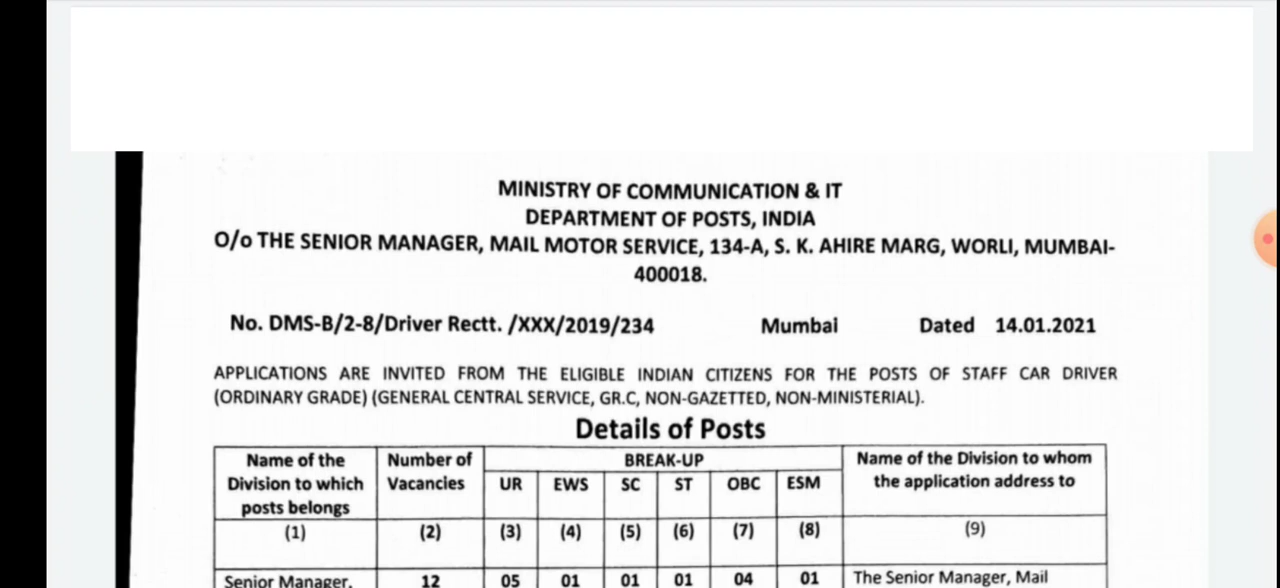 MINISTRY OF COMMUNICATION & IT
DEPARTMENT OF POSTS, INDIA
O/o THE SENIOR MANAGER, MAIL MOTOR SERVICE, 134-A, S. K. AHIRE MARG, WORLI, MUMBAI-
400018.
No. DMS-B/2-8/Driver Rectt. /XXX/2019/234 Mumbai Dated 14.01.2021
APPLICATIONS ARE INVITED FROM THE ELIGIBLE INDIAN CITIZENS FOR THE POSTS OF STAFF CAR DRIVER
(ORDINARY GRADE) (GENERAL CENTRAL SERVICE, GR.C, NON-GAZETTED, NON-MINISTERIAL).
Details of Posts
Name of the Number of BREAK-UP Name of the Division to whom
Division to which Vacancies UR EWS SC ST OBC ESM the application address to
posts belongs
(1) (2) (3) (4) (5) (6) (7) (8) (9)
Senior Manager, 12 05 01 01 01 04 01 The Senior Manager, Mail